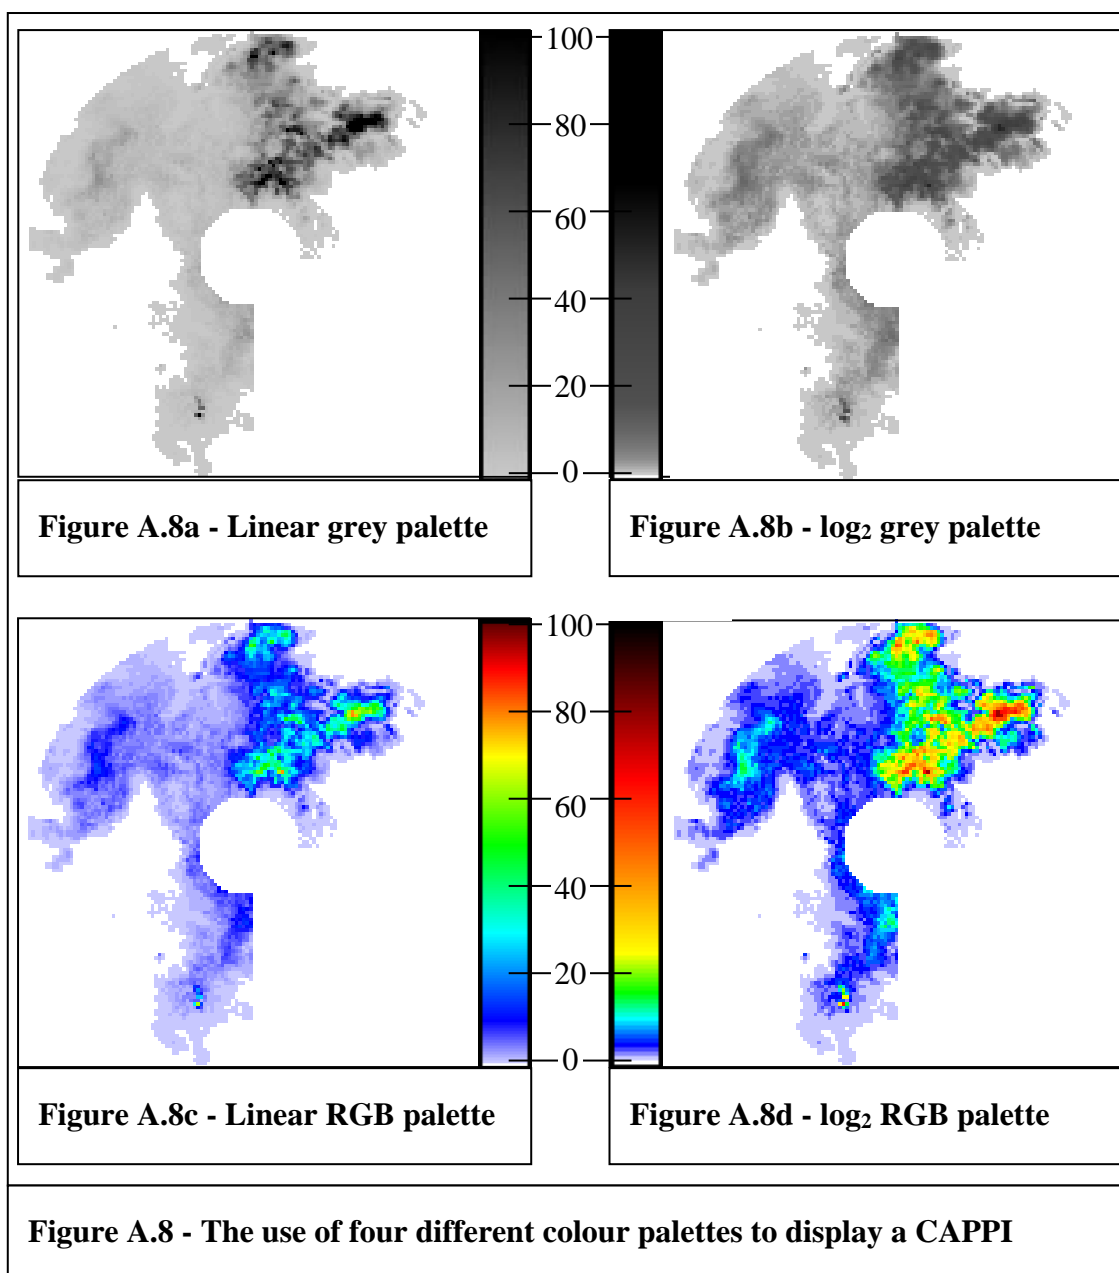 100
80
60
40
20
0
Figure A.8a - Linear grey palette
Figure A.8b - log₂ grey palette
100
80
60
40
20
0
Figure A.8c - Linear RGB palette
Figure A.8d - log₂ RGB palette
Figure A.8 - The use of four different colour palettes to display a CAPPI